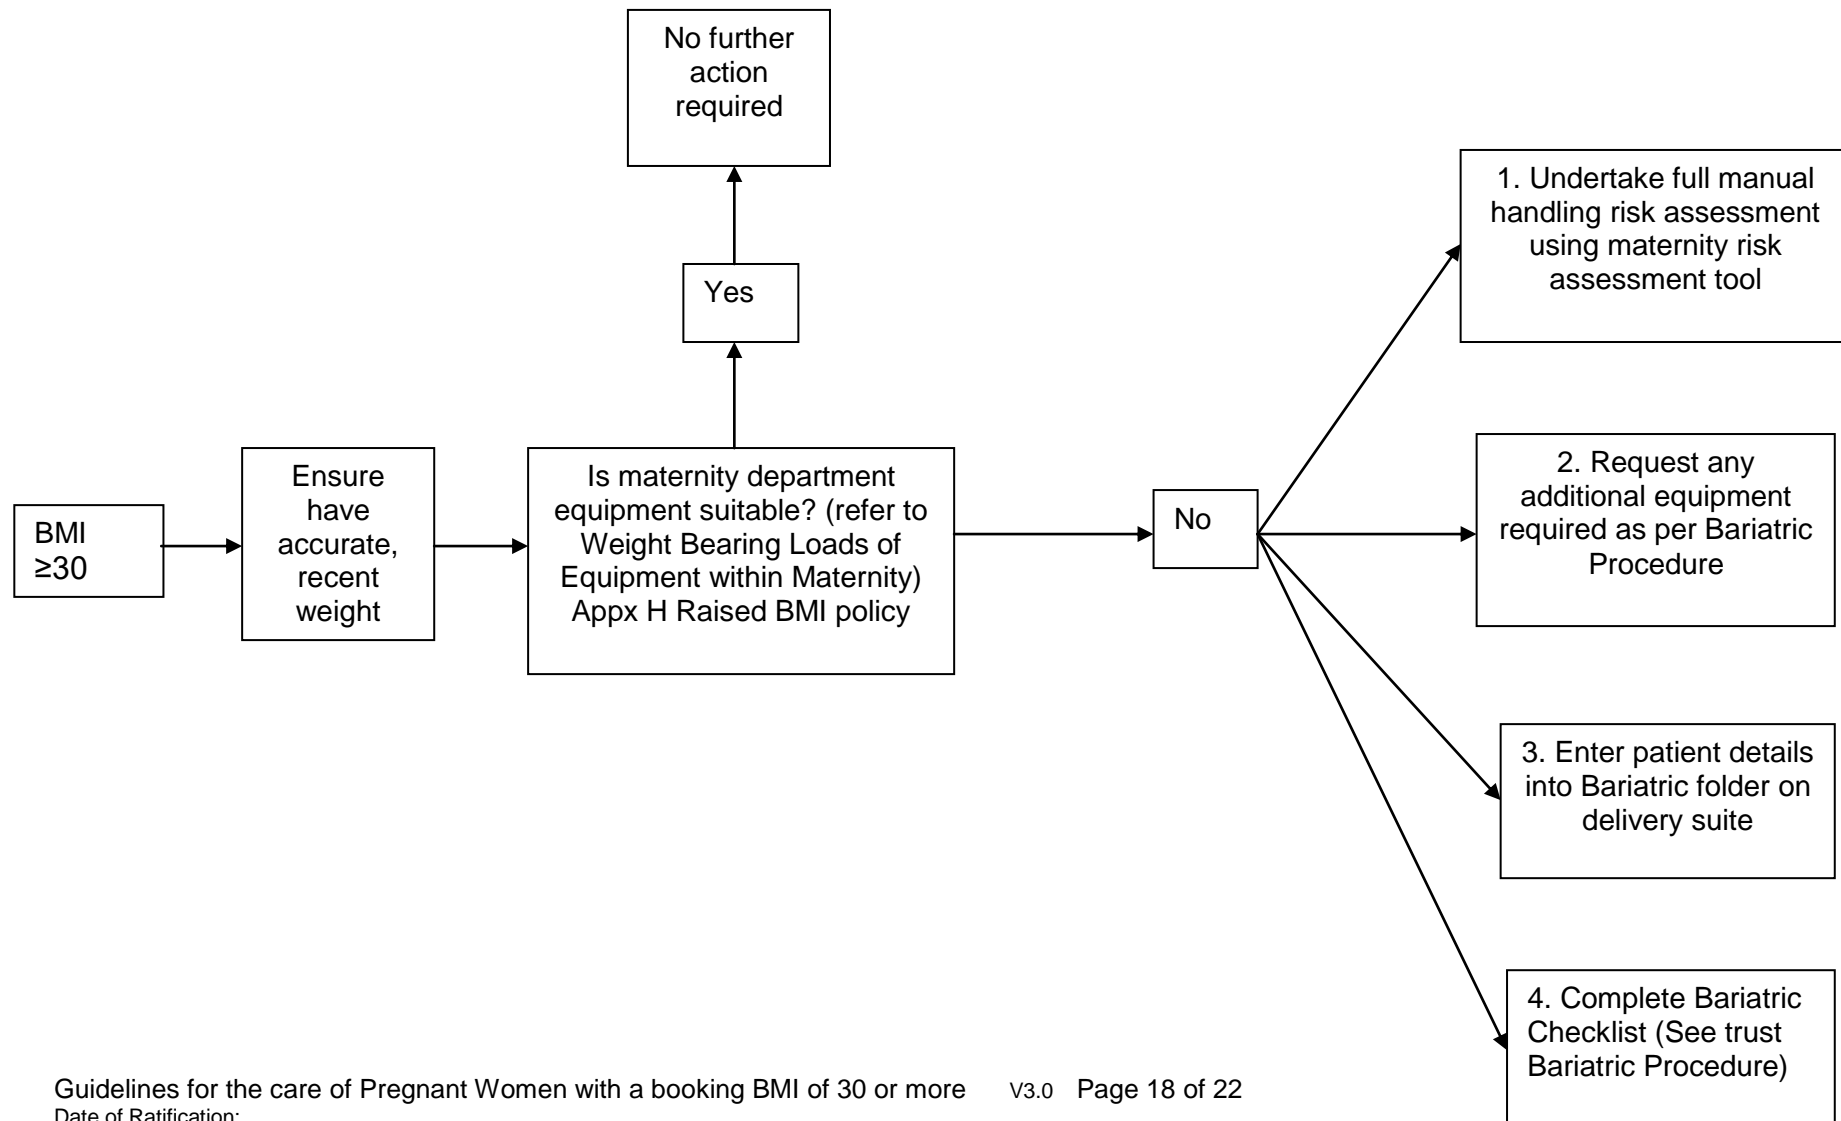 No further
action
required
Yes
BMI
≥30
Ensure
have
accurate,
recent
weight
Is maternity department
equipment suitable? (refer to
Weight Bearing Loads of
Equipment within Maternity)
Appx H Raised BMI policy
No
1. Undertake full manual
handling risk assessment
using maternity risk
assessment tool
2. Request any
additional equipment
required as per Bariatric
Procedure
3. Enter patient details
into Bariatric folder on
delivery suite
4. Complete Bariatric
Checklist (See trust
Bariatric Procedure)
Guidelines for the care of Pregnant Women with a booking BMI of 30 or more V3.0 Page 18 of 22
Date of Ratification: